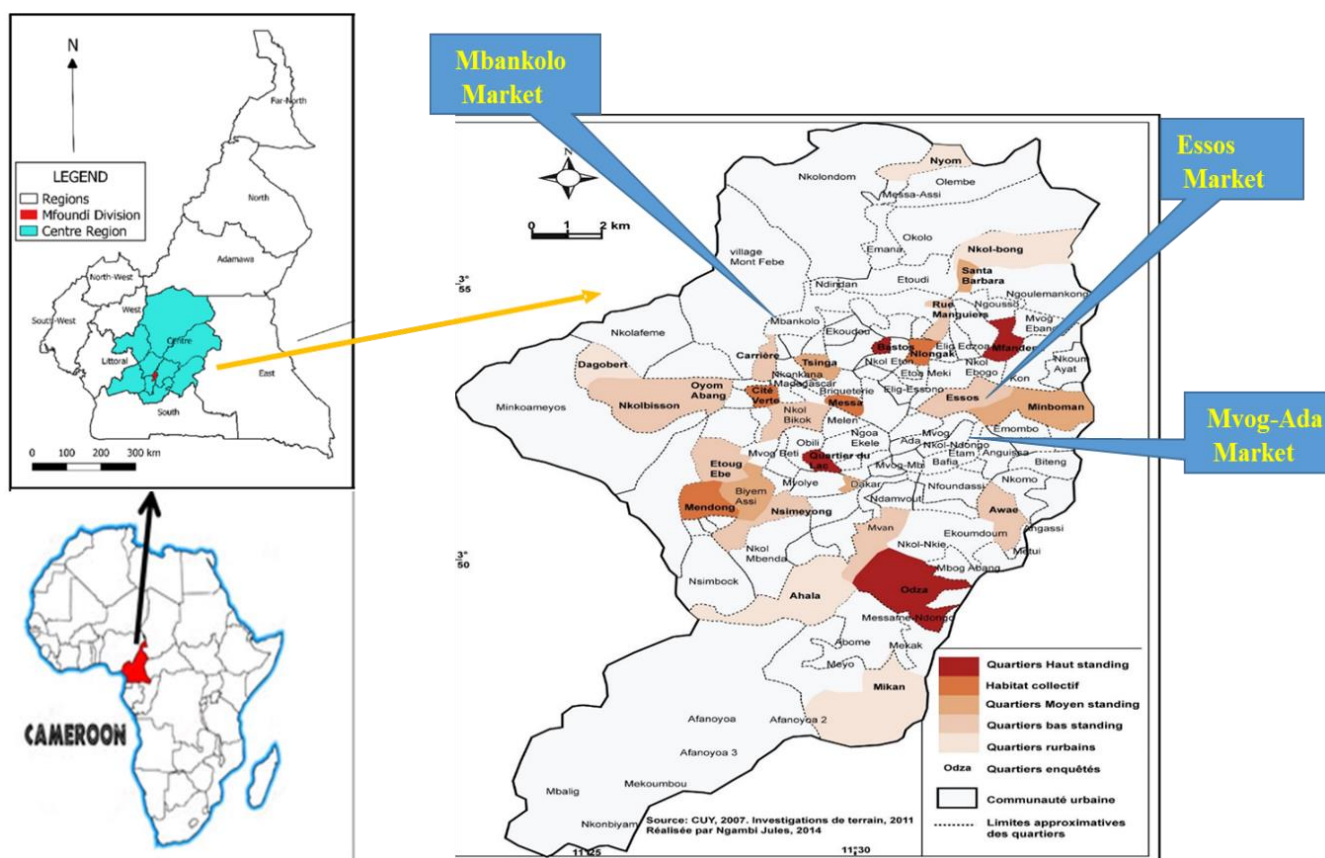 N
Far-North
LEGEND
Regions
Mfoundi Division
Centre Region
North
Adamawa
North-West
West
South-West
Littoral
Centre
East
South
0 100 200 300 km
CAMEROON
Mbankolo
Market
Essos
Market
Mvog-Ada
Market
N
0 1 2 km
3°
55
3°
50
11°25
11°30
Nyom
Nkolondom
Olembe
Messa-Assi
Okolo
Emana
village
Mont Febe
Nkol-bong
Santa
Barbara
Etoudi
Ndindan
Ngoulemankong
Ngousso
Rue
Manguiers
Mvog
Ebang
Mbankolo
Ekoudou
Nkolafeme
Bastos
Nlongak
Elig Edzoa
Mfandena
Carrière
Tsinga
Nkol Eton
Etoa Meki
Nkol
Ebogo
Nkoun
Ayat
Dagobert
Nkonkana
Madagascar
Kon
Oyom
Abang
Cité
Verte
Briqueterie
Elig-Essono
Essos
Minboman
Minkoameyos
Nkolbisson
Messa
Nkol
Bikok
Melen
Emombo
Obili
Ngoa
Ekele
Ada
Mvog
Nkol-Ndongo
Etam
Bafia
Anguissa
Mvog Beti
Quartier du
Lac
Mvog-Mbi
Biteng
Etoug
Ebe
Mvolye
Dakar
Nfoundassi
Nkomo
Biyem
Assi
Ndamvout
Mendong
Nsimeyong
Awae
Mvan
Ekoumdoum
Nkol-Nkie
Nkol
Mbenda
Mbog Abang
Nsimbock
Odza
Ahala
Messame-Ndongo
Abome
Mekak
Meyo
Mikan
Afanoyoa
Afanoyoa 2
Afanoyoa 3
Mekoumbou
Mbalig
Nkonbiyam
Quartiers Haut standing
Habitat collectif
Quartiers Moyen standing
Quartiers bas standing
Quartiers rurbains
Odza Quartiers enquêtés
Communauté urbaine
Limites approximatives
des quartiers
Source: CUY, 2007. Investigations de terrain, 2011
Réalisée par Ngambi Jules, 2014